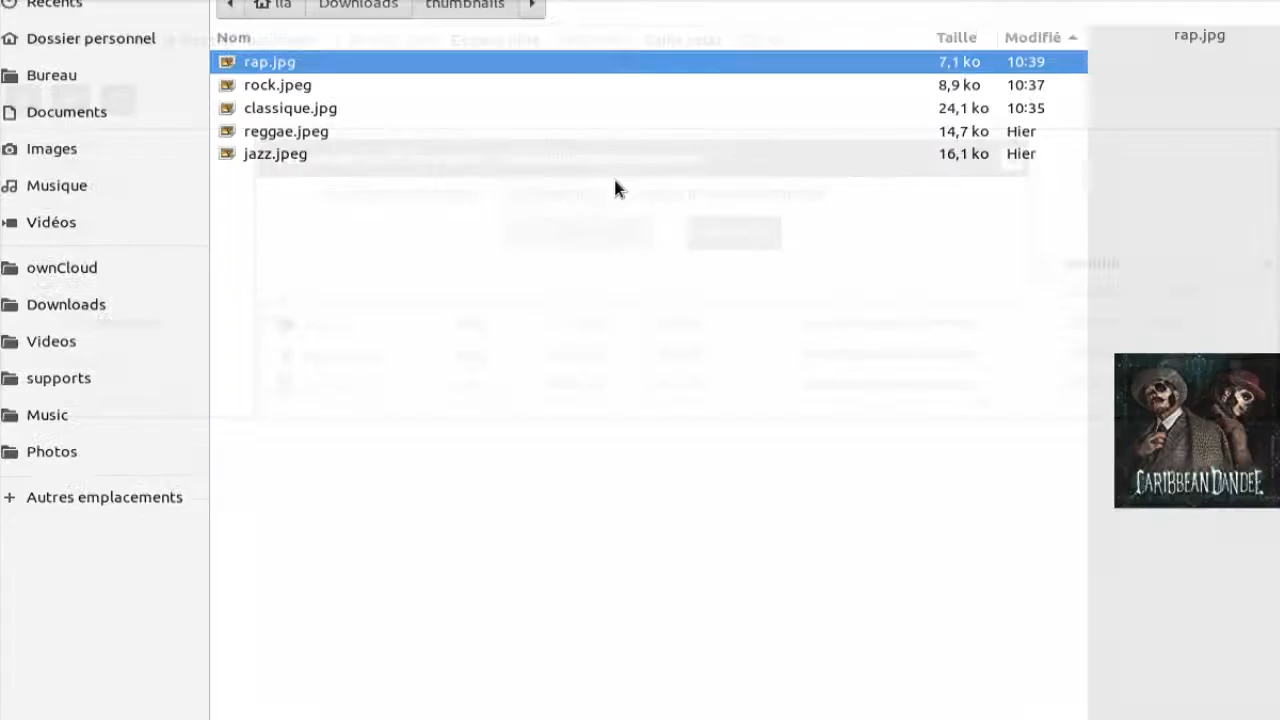 Récents
lla
Downloads
thumbnails
Dossier personnel
Bureau
Documents
Images
Musique
Vidéos
ownCloud
Downloads
Videos
supports
Music
Photos
Autres emplacements
Nom Taille Modifié
rap.jpg 7,1 ko 10:39
rock.jpeg 8,9 ko 10:37
classique.jpg 24,1 ko 10:35
reggae.jpeg 14,7 ko Hier
jazz.jpeg 16,1 ko Hier
rap.jpg
CARIBBEAN DANDEE